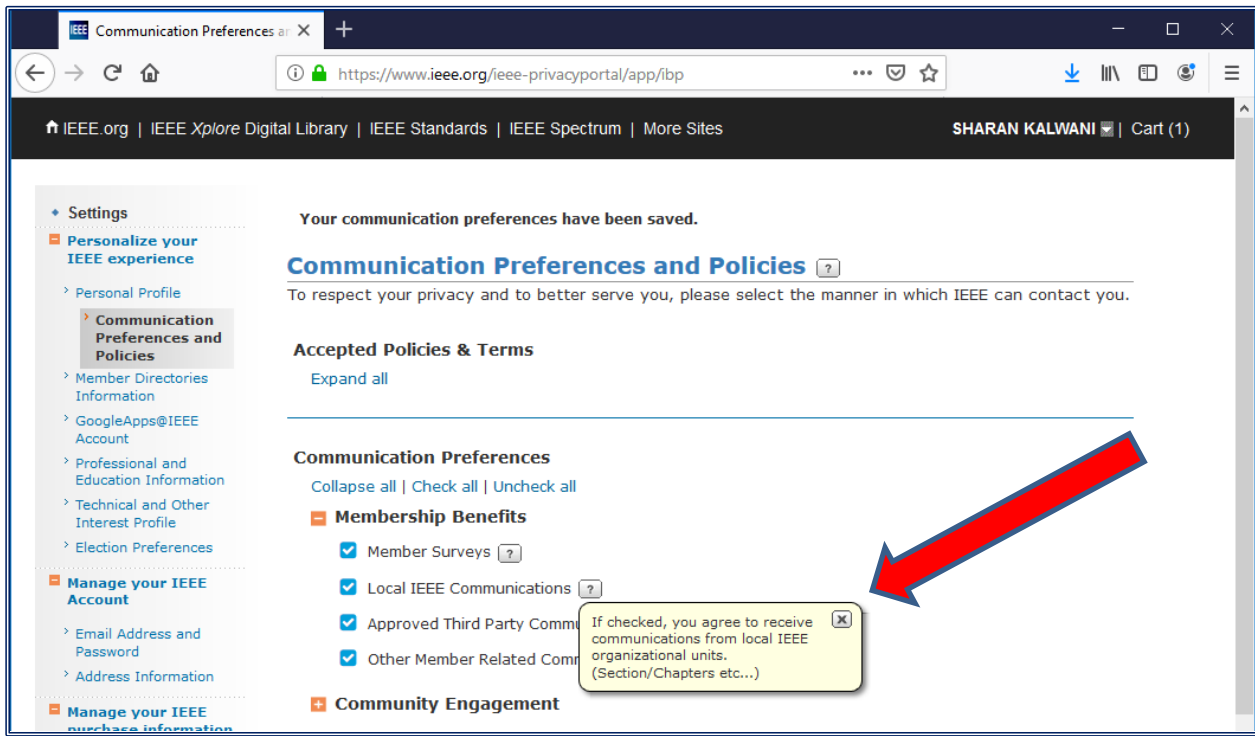 IEEE Communication Preferences ar
https://www.ieee.org/ieee-privacyportal/app/ibp
IEEE.org | IEEE Xplore Digital Library | IEEE Standards | IEEE Spectrum | More Sites
SHARAN KALWANI | Cart (1)
Settings
Personalize your
IEEE experience
Personal Profile
Communication
Preferences and
Policies
Member Directories
Information
GoogleApps@IEEE
Account
Professional and
Education Information
Technical and Other
Interest Profile
Election Preferences
Manage your IEEE
Account
Email Address and
Password
Address Information
Manage your IEEE
purchase information
Your communication preferences have been saved.
Communication Preferences and Policies ?
To respect your privacy and to better serve you, please select the manner in which IEEE can contact you.
Accepted Policies & Terms
Expand all
Communication Preferences
Collapse all | Check all | Uncheck all
Membership Benefits
Member Surveys ?
Local IEEE Communications ?
Approved Third Party Commu
Other Member Related Com
If checked, you agree to receive
communications from local IEEE
organizational units.
(Section/Chapters etc...)
Community Engagement